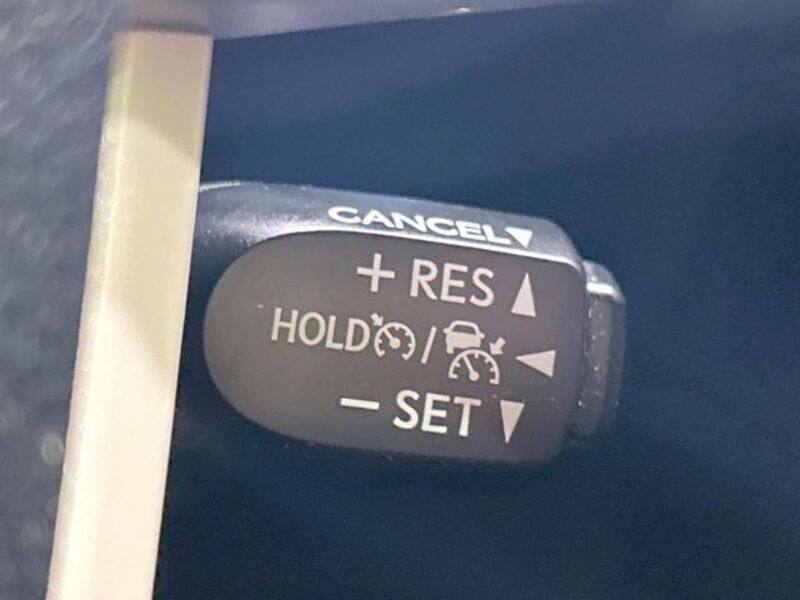 CANCEL▼
+ RES ▲
HOLD / ◀
− SET ▼